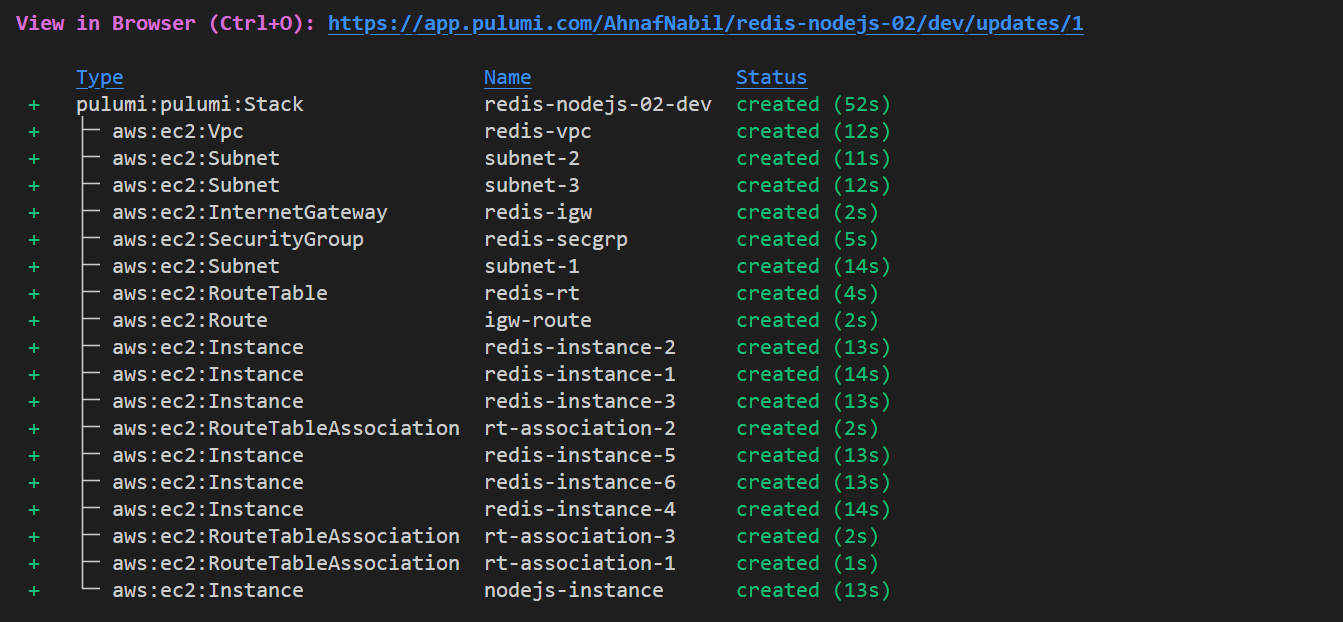 View in Browser (Ctrl+O): https://app.pulumi.com/AhnafNabil/redis-nodejs-02/dev/updates/1
Type Name Status
+ pulumi:pulumi:Stack redis-nodejs-02-dev created (52s)
+ ├─ aws:ec2:Vpc redis-vpc created (12s)
+ ├─ aws:ec2:Subnet subnet-2 created (11s)
+ ├─ aws:ec2:Subnet subnet-3 created (12s)
+ ├─ aws:ec2:InternetGateway redis-igw created (2s)
+ ├─ aws:ec2:SecurityGroup redis-secgrp created (5s)
+ ├─ aws:ec2:Subnet subnet-1 created (14s)
+ ├─ aws:ec2:RouteTable redis-rt created (4s)
+ ├─ aws:ec2:Route igw-route created (2s)
+ ├─ aws:ec2:Instance redis-instance-2 created (13s)
+ ├─ aws:ec2:Instance redis-instance-1 created (14s)
+ ├─ aws:ec2:Instance redis-instance-3 created (13s)
+ ├─ aws:ec2:RouteTableAssociation rt-association-2 created (2s)
+ ├─ aws:ec2:Instance redis-instance-5 created (13s)
+ ├─ aws:ec2:Instance redis-instance-6 created (13s)
+ ├─ aws:ec2:Instance redis-instance-4 created (14s)
+ ├─ aws:ec2:RouteTableAssociation rt-association-3 created (2s)
+ ├─ aws:ec2:RouteTableAssociation rt-association-1 created (1s)
+ └─ aws:ec2:Instance nodejs-instance created (13s)